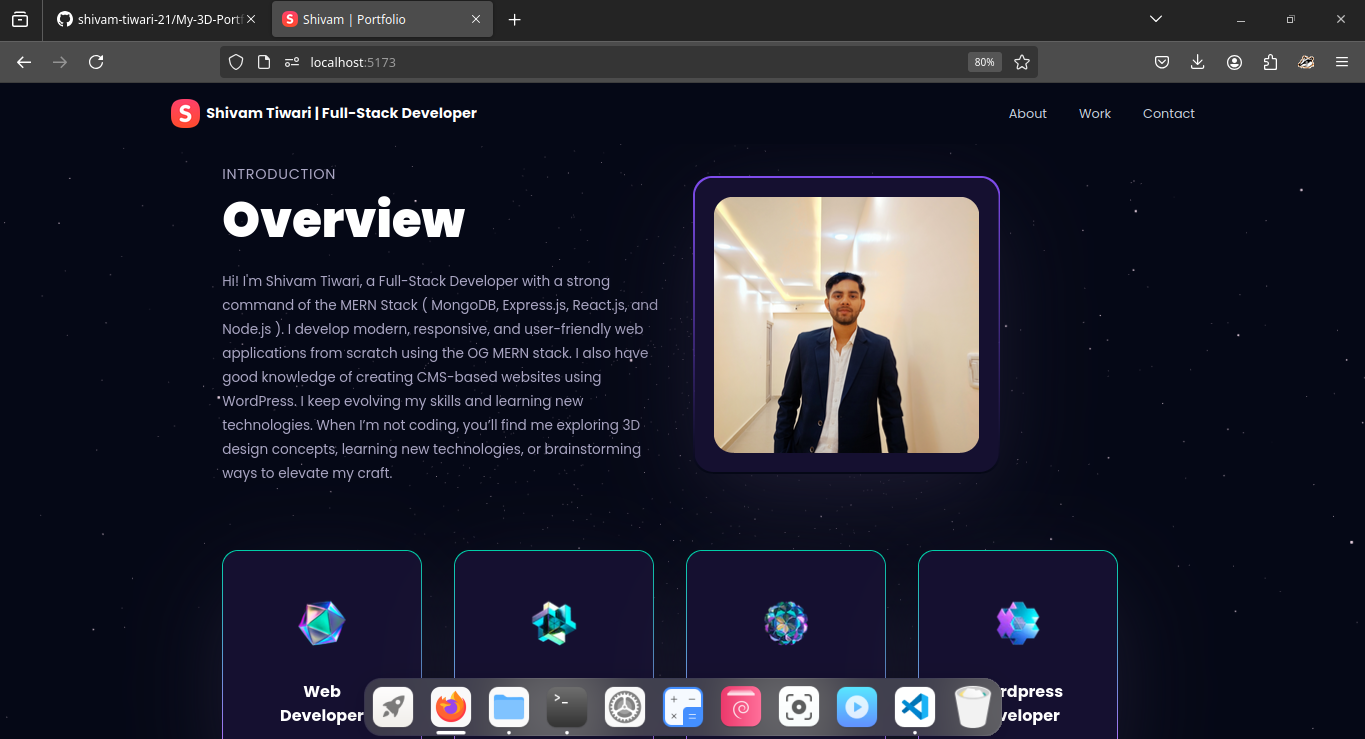 shivam-tiwari-21/My-3D-Portf
S Shivam | Portfolio
localhost:5173
80%
S Shivam Tiwari | Full-Stack Developer
About Work Contact
INTRODUCTION
Overview
Hi! I'm Shivam Tiwari, a Full-Stack Developer with a strong
command of the MERN Stack ( MongoDB, Express.js, React.js, and
Node.js ). I develop modern, responsive, and user-friendly web
applications from scratch using the OG MERN stack. I also have
good knowledge of creating CMS-based websites using
WordPress. I keep evolving my skills and learning new
technologies. When I'm not coding, you'll find me exploring 3D
design concepts, learning new technologies, or brainstorming
ways to elevate my craft.
Web
Developer
rdpress
veloper